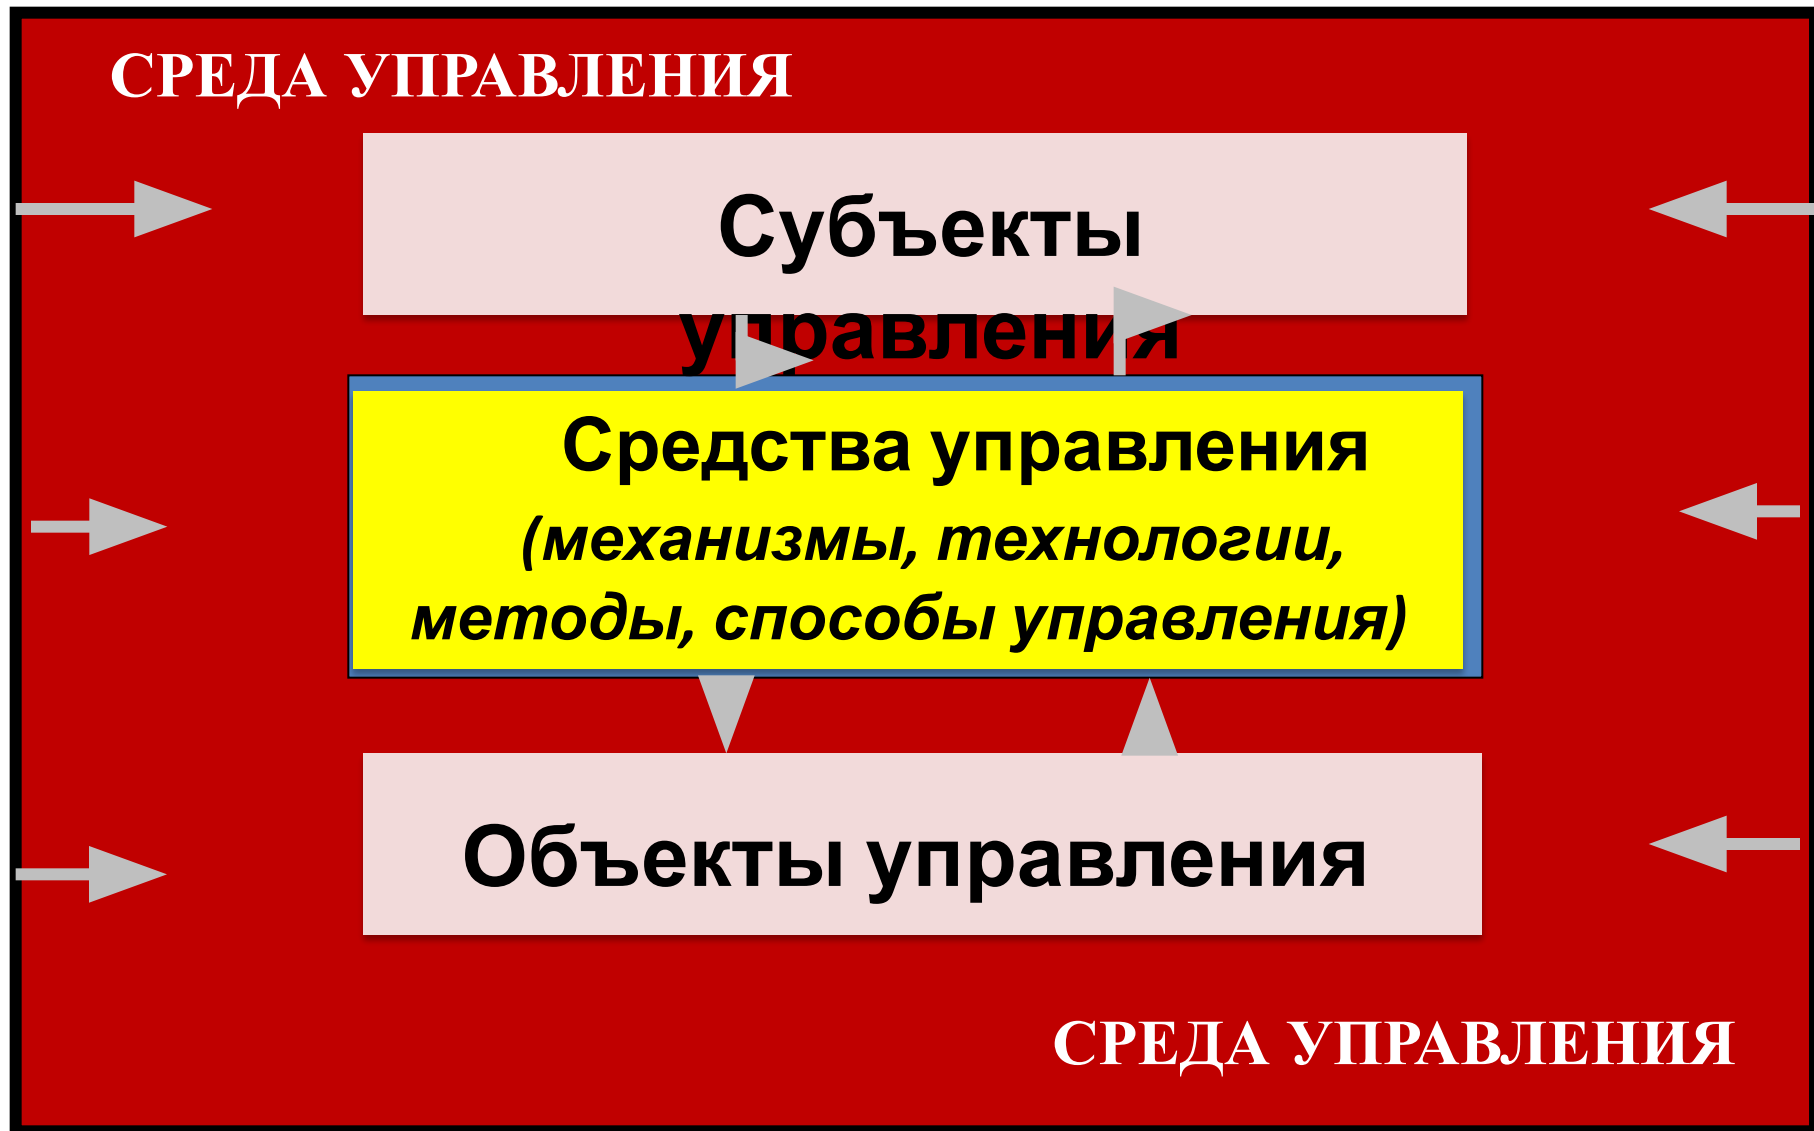 СРЕДА УПРАВЛЕНИЯ
Субъекты
управления
Средства управления
(механизмы, технологии,
методы, способы управления)
Объекты управления
СРЕДА УПРАВЛЕНИЯ